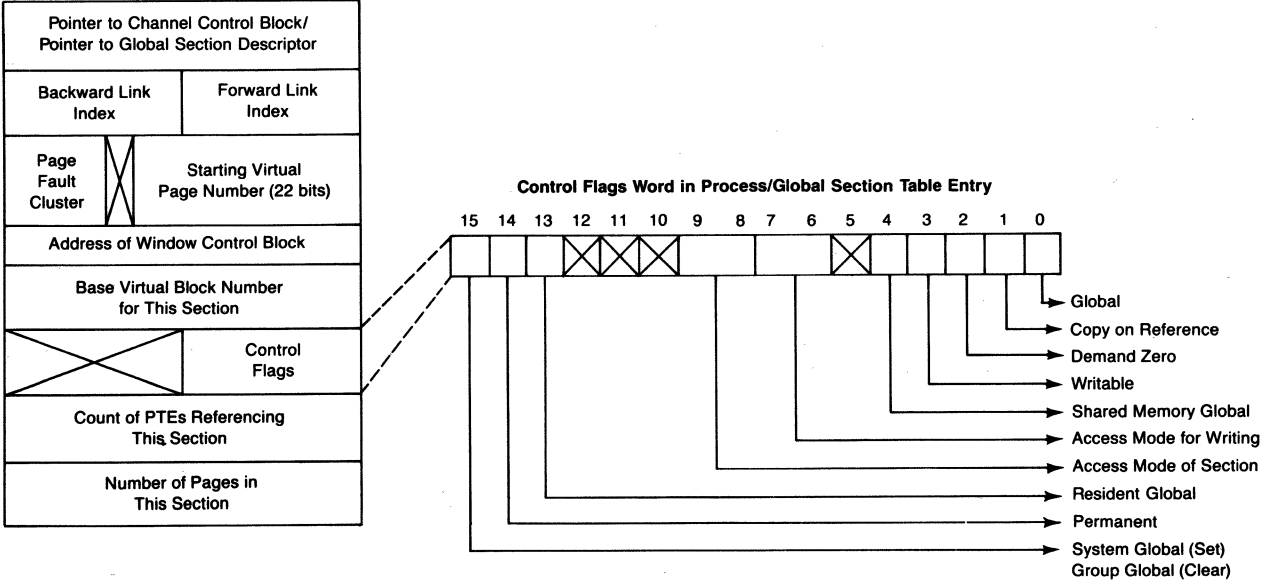 Pointer to Channel Control Block/
Pointer to Global Section Descriptor
Backward Link
Index
Forward Link
Index
Page
Fault
Cluster
Starting Virtual
Page Number (22 bits)
Address of Window Control Block
Base Virtual Block Number
for This Section
Control
Flags
Count of PTEs Referencing
This Section
Number of Pages in
This Section
Control Flags Word in Process/Global Section Table Entry
15 14 13 12 11 10 9 8 7 6 5 4 3 2 1 0
Global
Copy on Reference
Demand Zero
Writable
Shared Memory Global
Access Mode for Writing
Access Mode of Section
Resident Global
Permanent
System Global (Set)
Group Global (Clear)